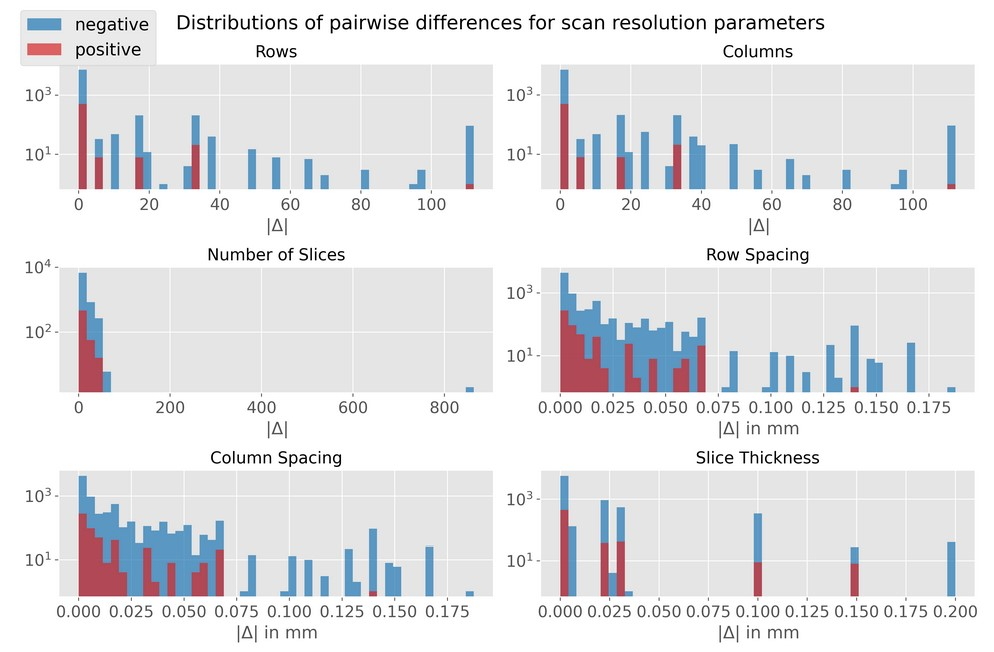 Distributions of pairwise differences for scan resolution parameters
negative
positive
Rows
10³
10¹
0 20 40 60 80 100
|Δ|
Columns
10³
10¹
0 20 40 60 80 100
|Δ|
Number of Slices
10⁴
10²
0 200 400 600 800
|Δ|
Row Spacing
10³
10¹
0.000 0.025 0.050 0.075 0.100 0.125 0.150 0.175
|Δ| in mm
Column Spacing
10³
10¹
0.000 0.025 0.050 0.075 0.100 0.125 0.150 0.175
|Δ| in mm
Slice Thickness
10³
10¹
0.000 0.025 0.050 0.075 0.100 0.125 0.150 0.175 0.200
|Δ| in mm